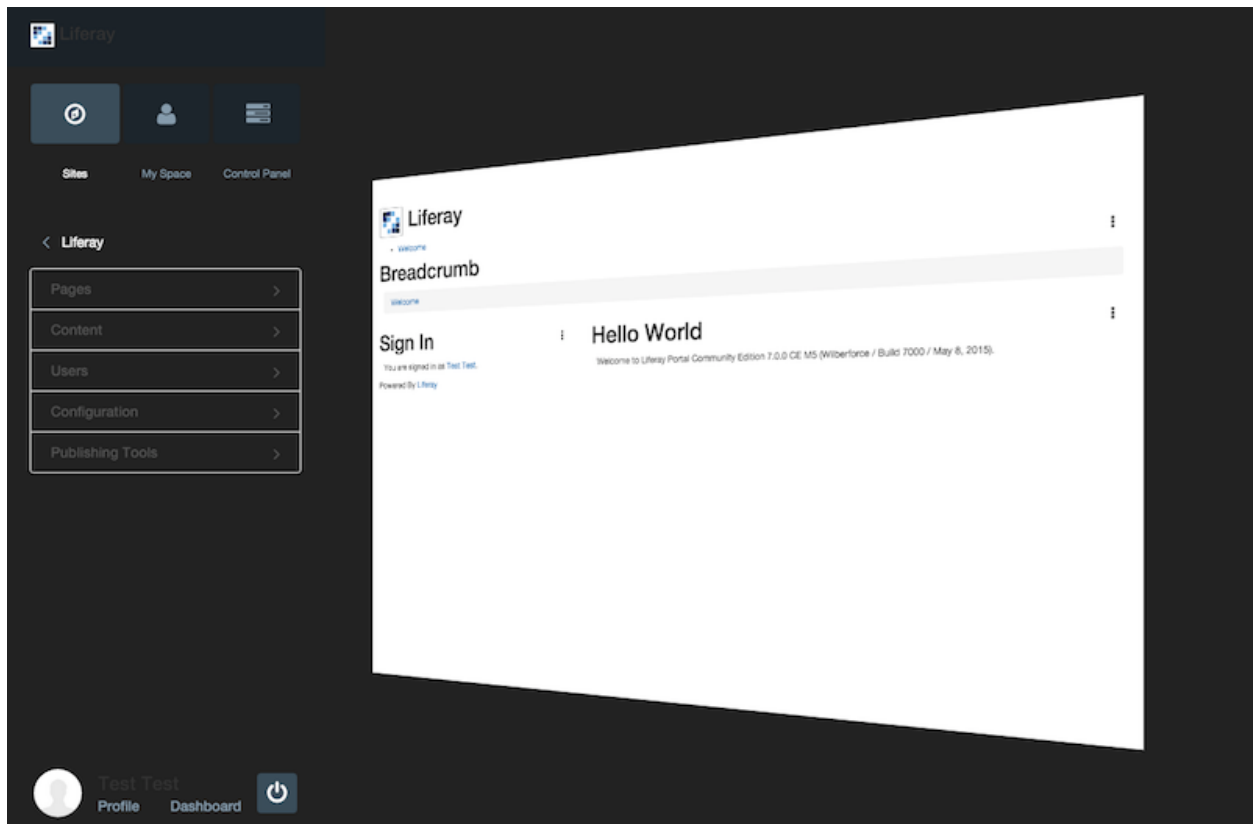 Liferay
Sites
My Space
Control Panel
Liferay
Pages
Content
Users
Configuration
Publishing Tools
Test Test
Profile
Dashboard
Liferay
Welcome
Breadcrumb
Welcome
Sign In
You are signed in as Test Test.
Powered By Liferay
Hello World
Welcome to Liferay Portal Community Edition 7.0.0 CE M5 (Wilberforce / Build 7000 / May 8, 2015).